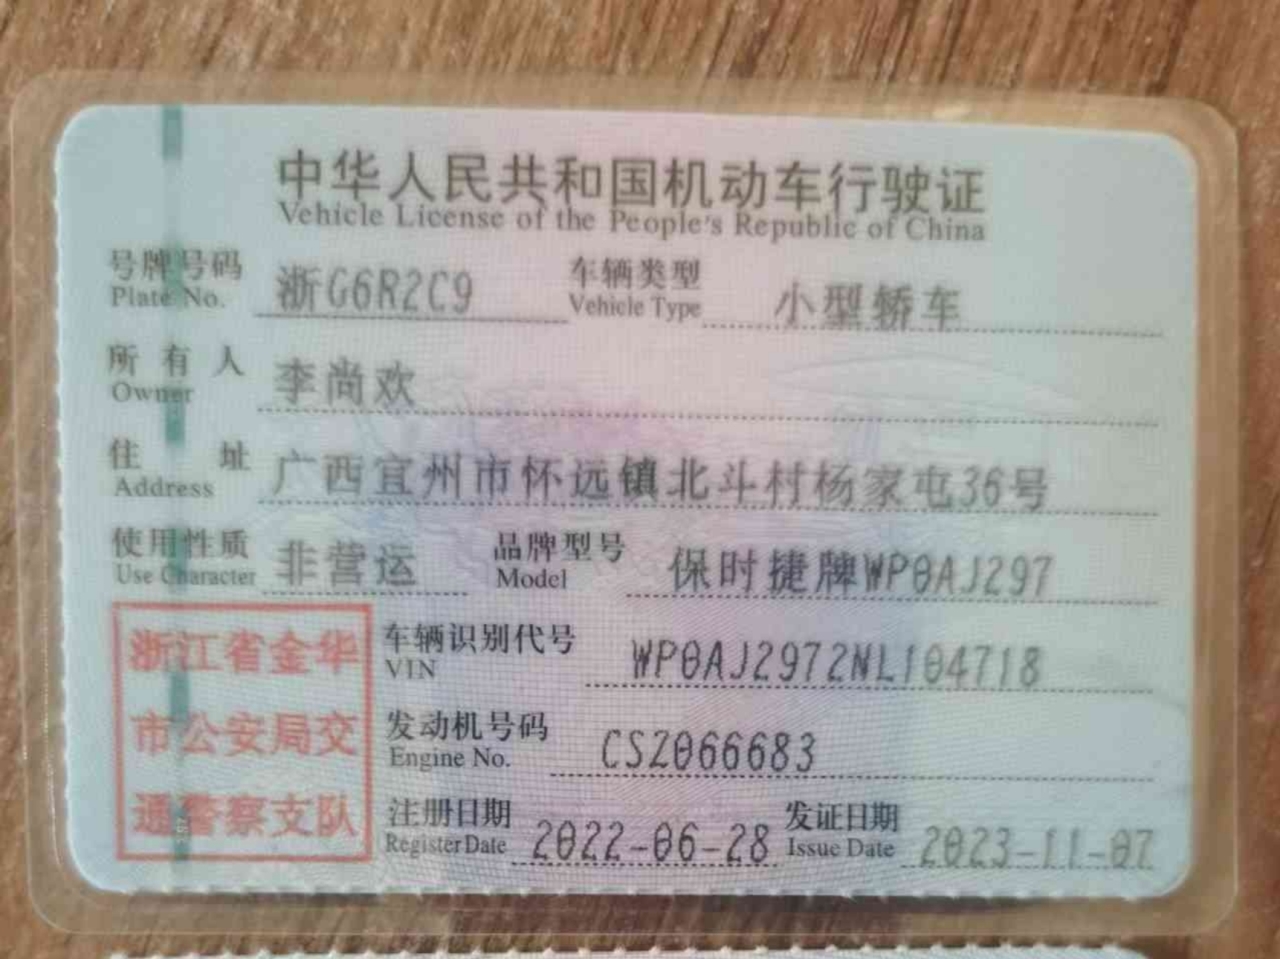 中华人民共和国机动车行驶证
Vehicle License of the People's Republic of China
号牌号码 浙G6R2C9 车辆类型 小型轿车
Plate No. Vehicle Type
所有人 李尚欢
Owner
住址 广西宜州市怀远镇北斗村杨家屯36号
Address
使用性质 非营运 品牌型号 保时捷牌WP0AJ297
Use Character Model
浙江省金华
市公安局交
通警察支队
车辆识别代号 WP0AJ2972NL104718
VIN
发动机号码 CSZ066683
Engine No.
注册日期 2022-06-28 发证日期 2023-11-07
Register Date Issue Date